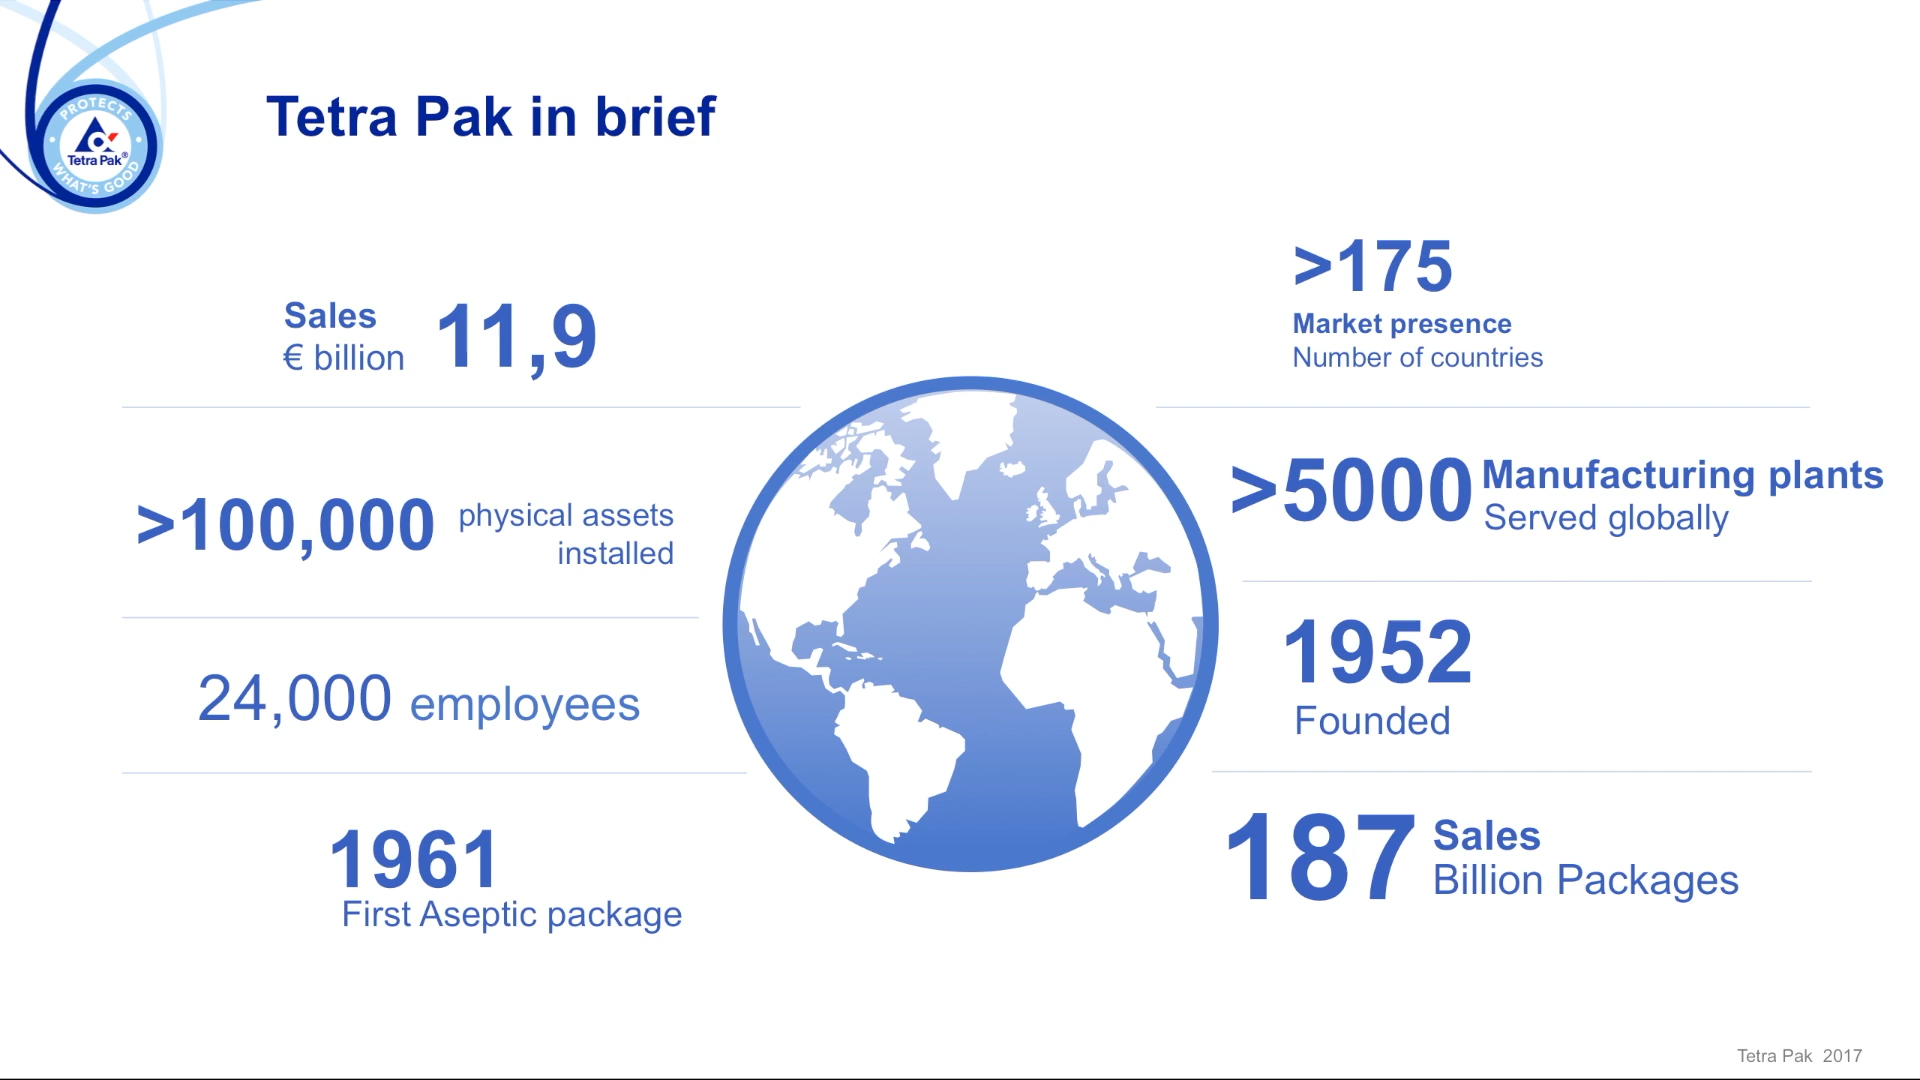 PROTECTS
Tetra Pak®
WHAT'S GOOD
Tetra Pak in brief
Sales
€ billion
11,9
>100,000
physical assets
installed
24,000 employees
1961
First Aseptic package
>175
Market presence
Number of countries
>5000
Manufacturing plants
Served globally
1952
Founded
187
Sales
Billion Packages
Tetra Pak 2017